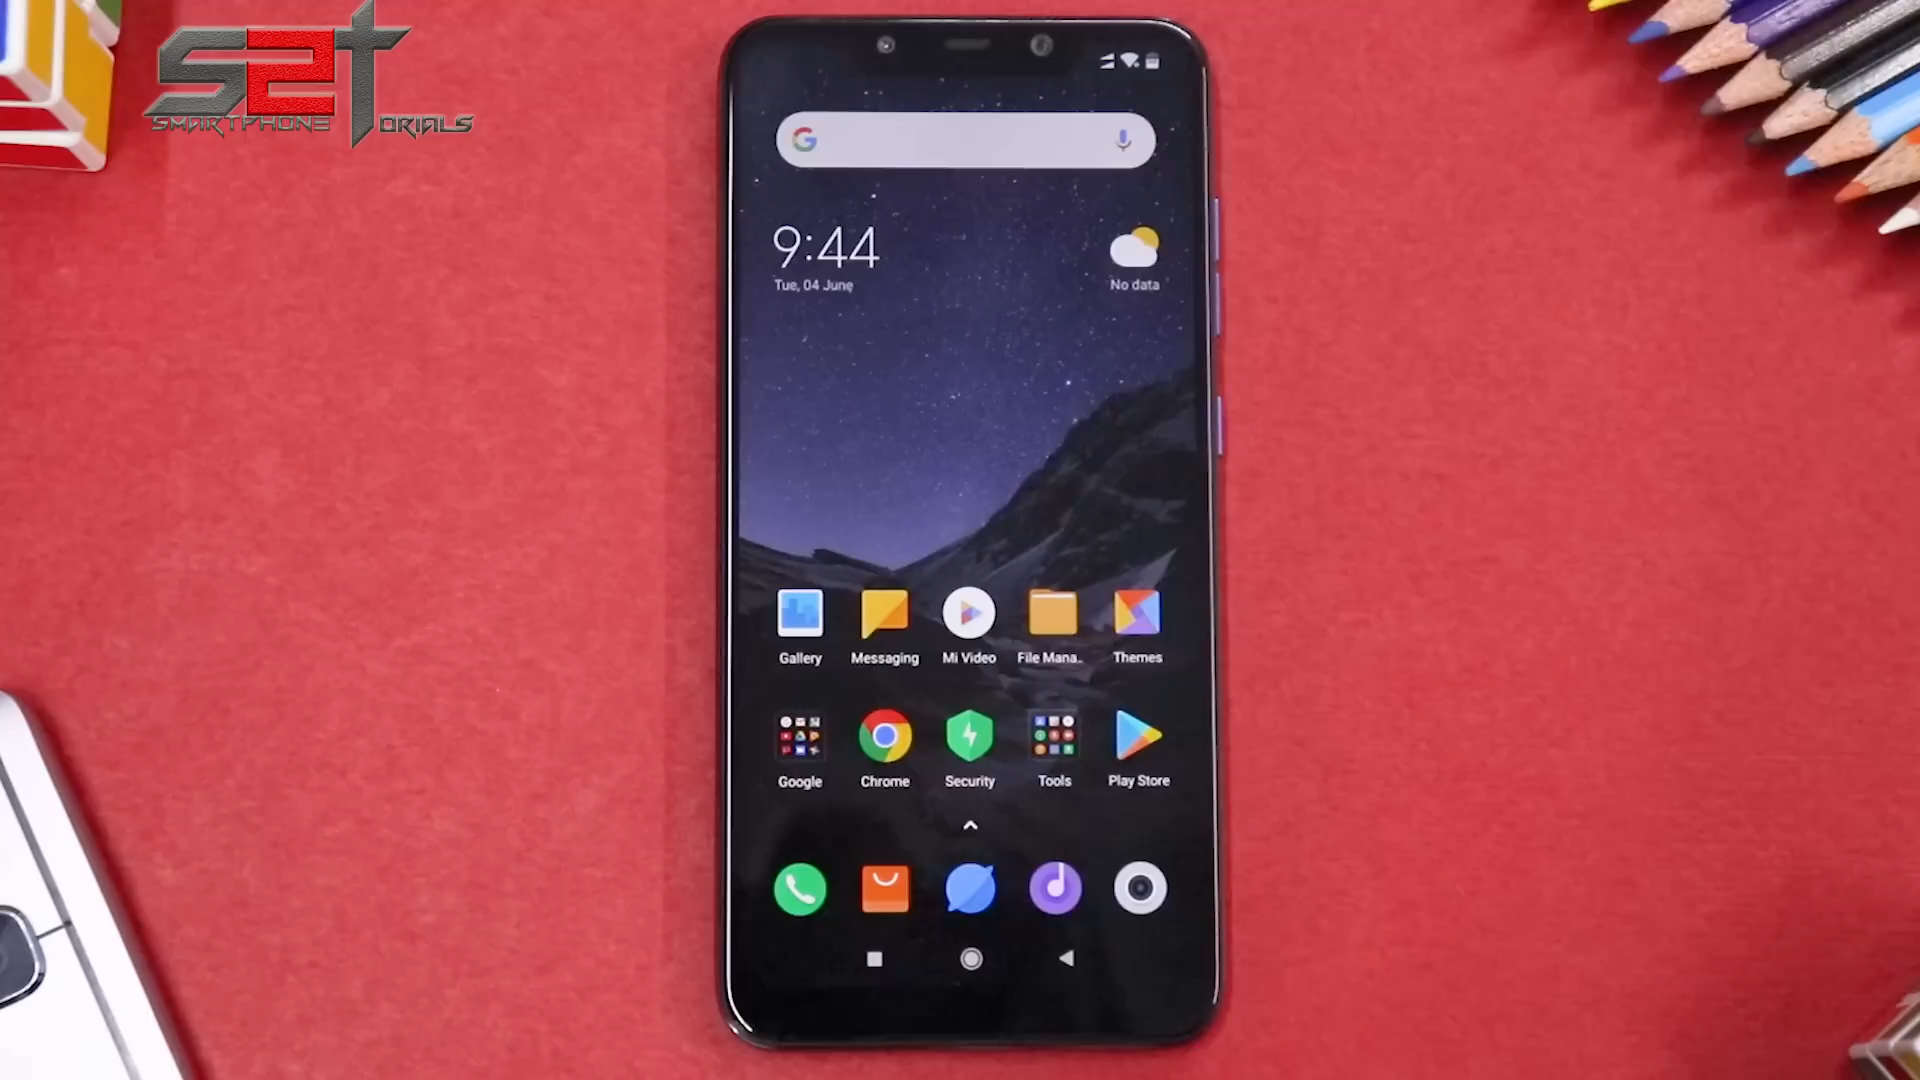 S2T
SMARTPHONE TORIALS
9:44
Tue, 04 June
No data
Gallery
Messaging
Mi Video
File Mana..
Themes
Google
Chrome
Security
Tools
Play Store